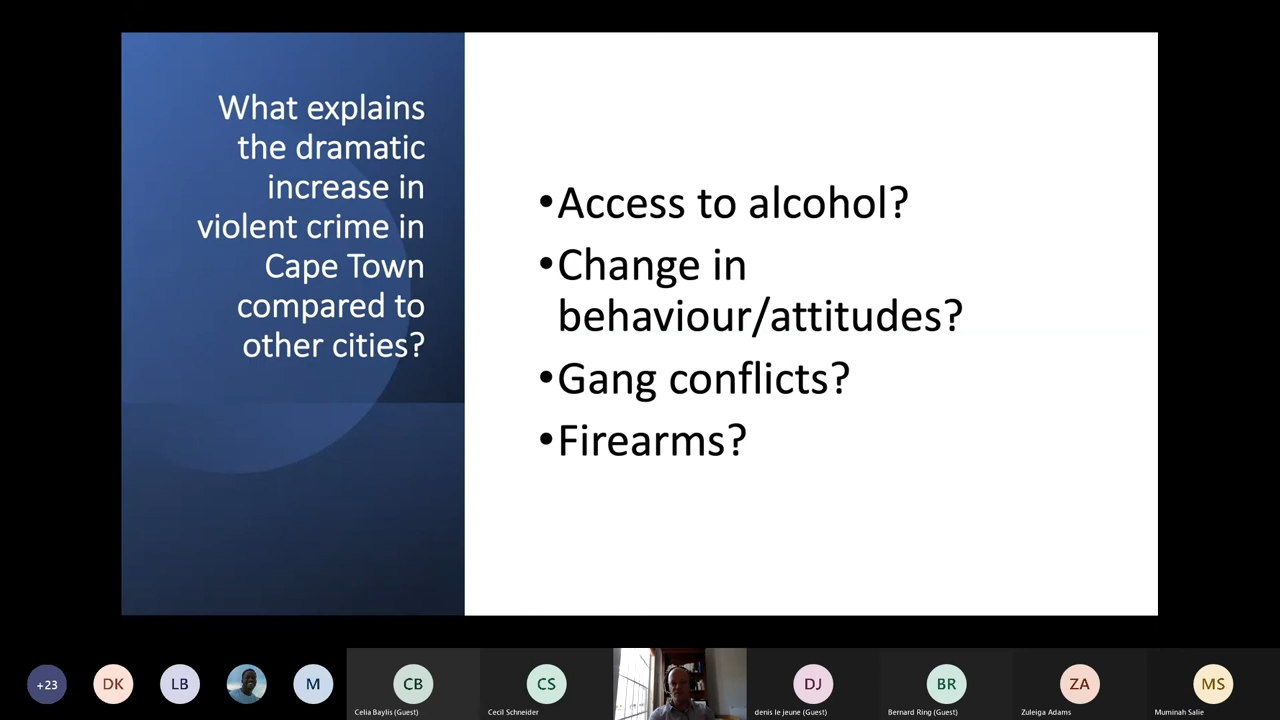 What explains
the dramatic
increase in
violent crime in
Cape Town
compared to
other cities?
•Access to alcohol?
•Change in
behaviour/attitudes?
•Gang conflicts?
•Firearms?
+23
DK
LB
M
CB
Celia Baylis (Guest)
CS
Cecil Schneider
DJ
denis le jeune (Guest)
BR
Bernard Ring (Guest)
ZA
Zuleiga Adams
MS
Muminah Salie